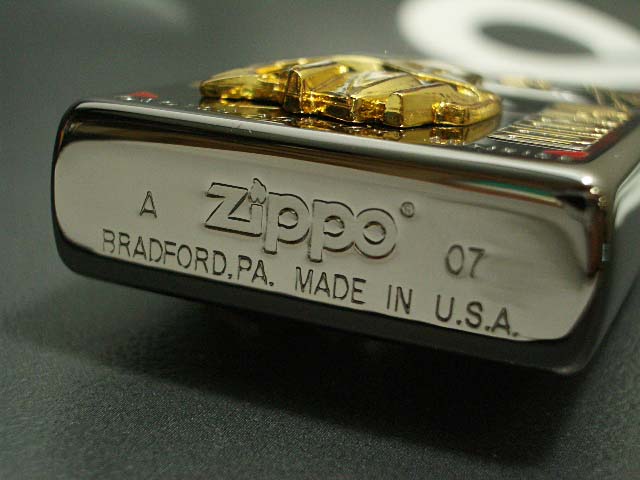 A Zippo® 07
BRADFORD, PA. MADE IN U.S.A.